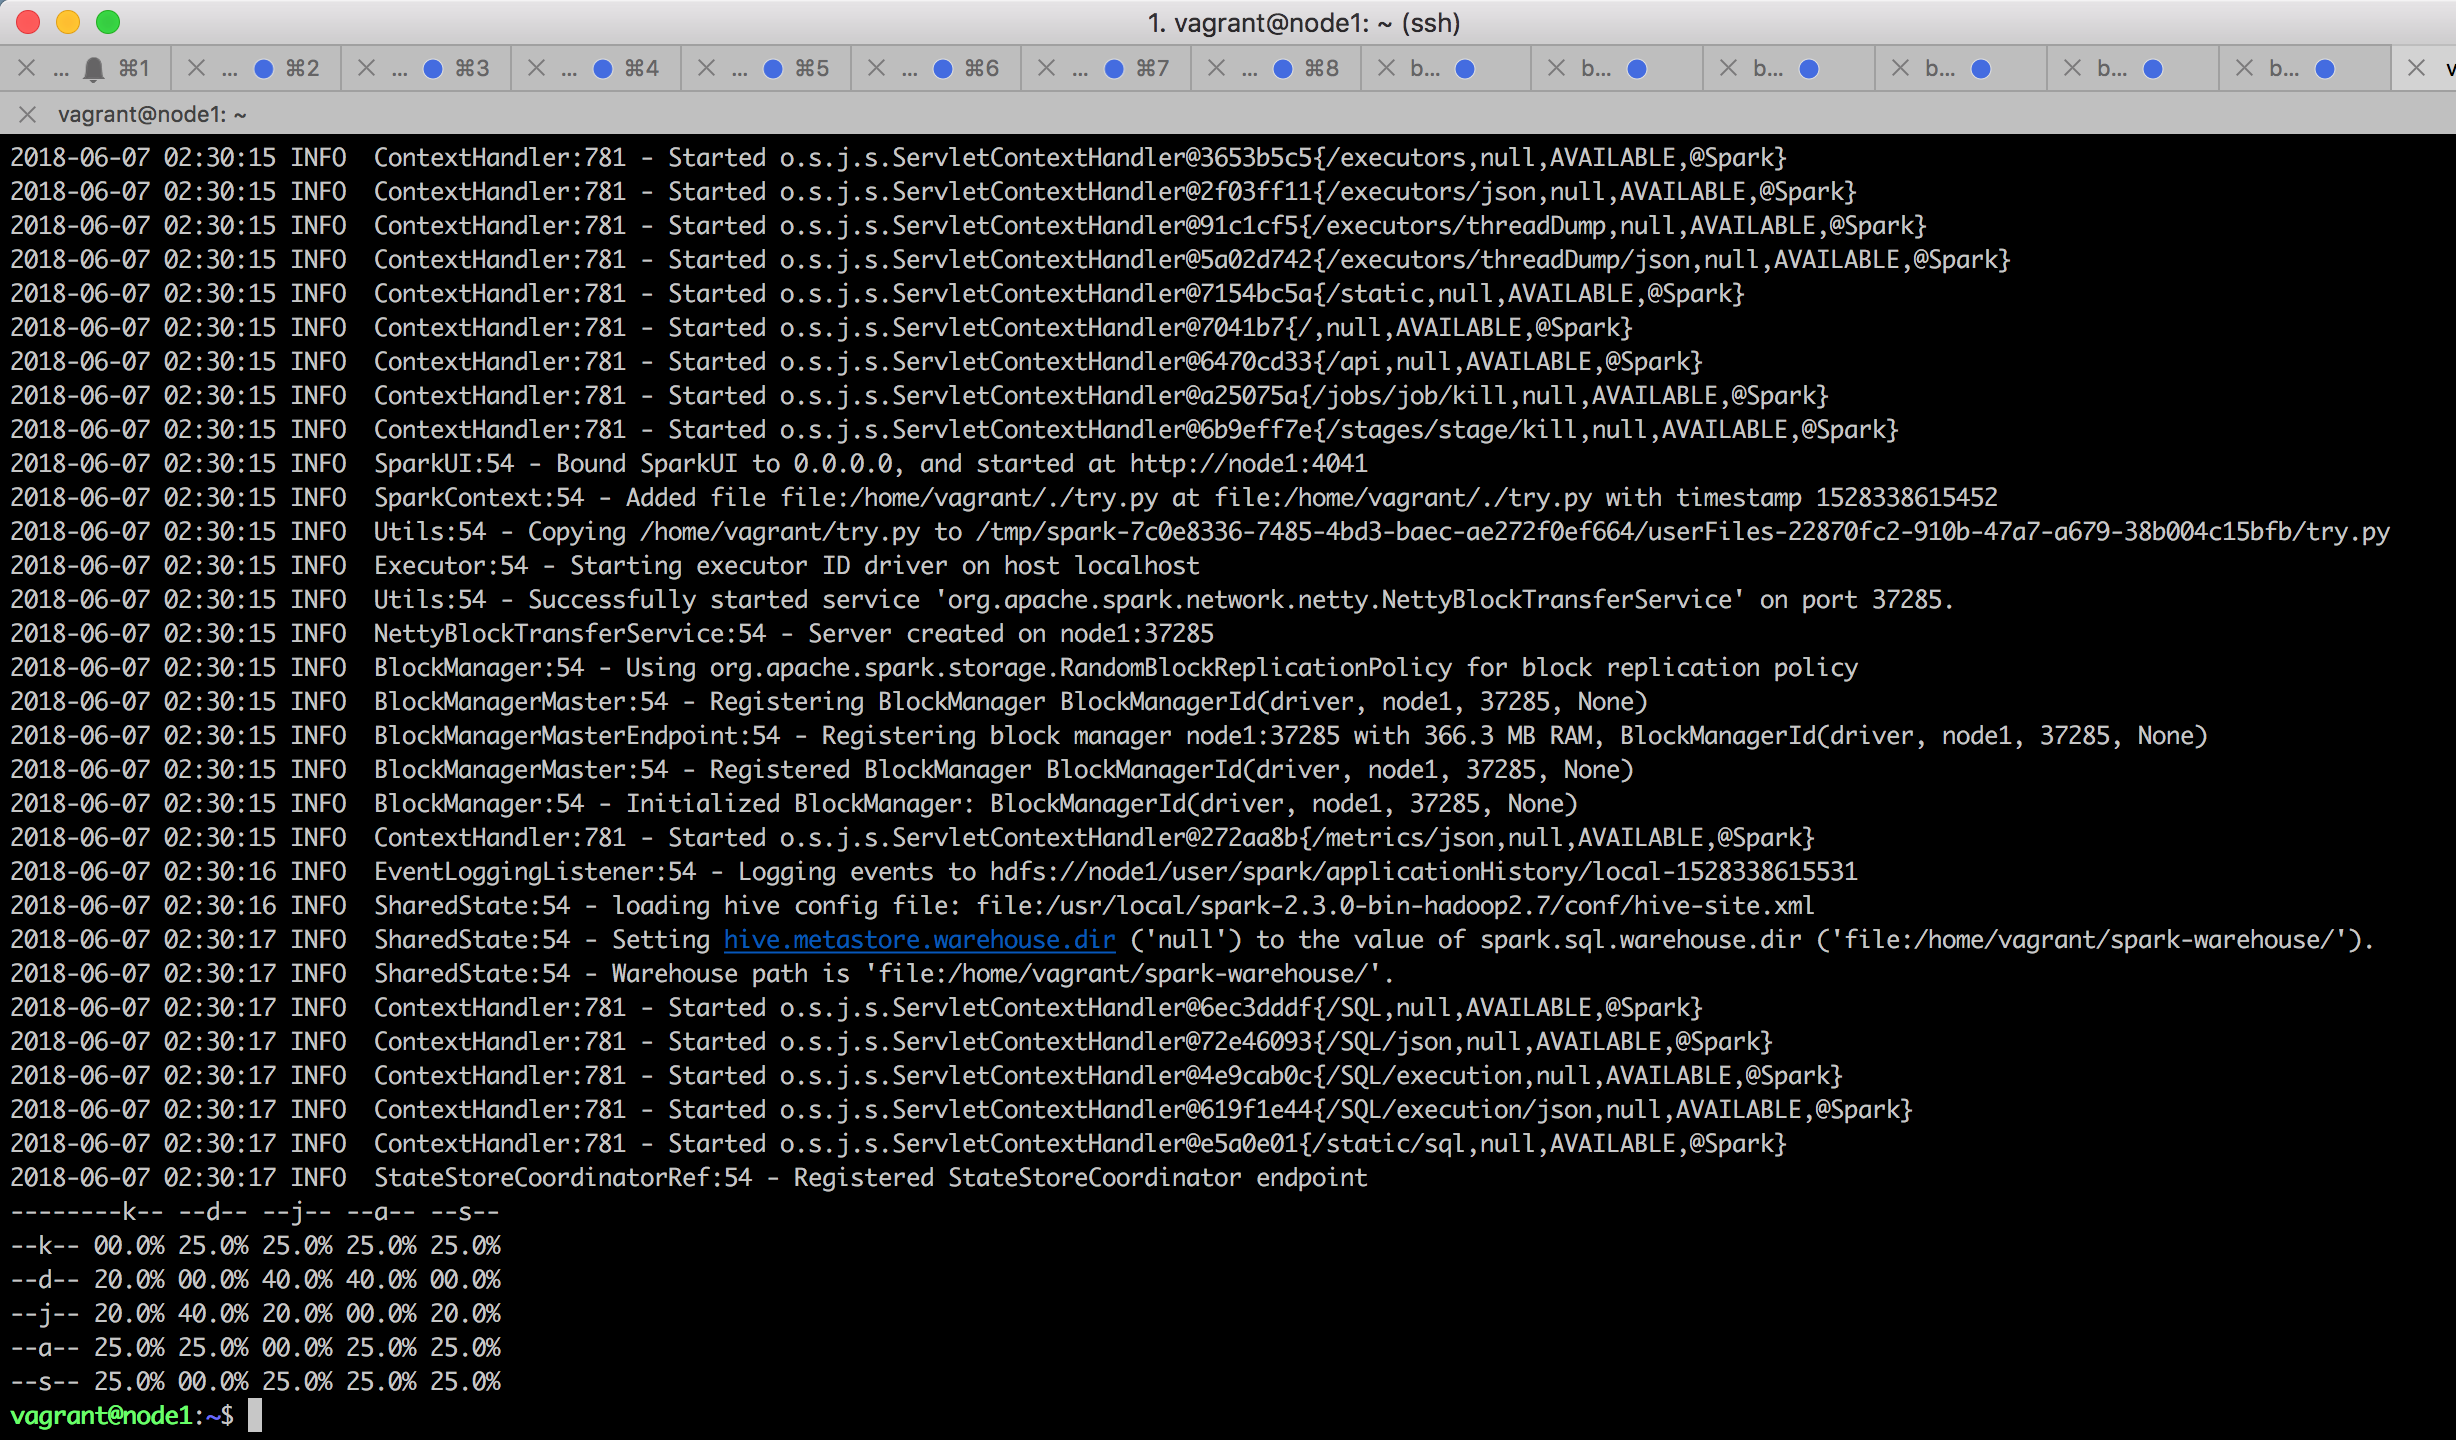 1. vagrant@node1: ~ (ssh)
... ⌘1 ... ⌘2 ... ⌘3 ... ⌘4 ... ⌘5 ... ⌘6 ... ⌘7 ... ⌘8 b... b... b... b... b... b... v
vagrant@node1: ~
2018-06-07 02:30:15 INFO  ContextHandler:781 - Started o.s.j.s.ServletContextHandler@3653b5c5{/executors,null,AVAILABLE,@Spark}
2018-06-07 02:30:15 INFO  ContextHandler:781 - Started o.s.j.s.ServletContextHandler@2f03ff11{/executors/json,null,AVAILABLE,@Spark}
2018-06-07 02:30:15 INFO  ContextHandler:781 - Started o.s.j.s.ServletContextHandler@91c1cf5{/executors/threadDump,null,AVAILABLE,@Spark}
2018-06-07 02:30:15 INFO  ContextHandler:781 - Started o.s.j.s.ServletContextHandler@5a02d742{/executors/threadDump/json,null,AVAILABLE,@Spark}
2018-06-07 02:30:15 INFO  ContextHandler:781 - Started o.s.j.s.ServletContextHandler@7154bc5a{/static,null,AVAILABLE,@Spark}
2018-06-07 02:30:15 INFO  ContextHandler:781 - Started o.s.j.s.ServletContextHandler@7041b7{/,null,AVAILABLE,@Spark}
2018-06-07 02:30:15 INFO  ContextHandler:781 - Started o.s.j.s.ServletContextHandler@6470cd33{/api,null,AVAILABLE,@Spark}
2018-06-07 02:30:15 INFO  ContextHandler:781 - Started o.s.j.s.ServletContextHandler@a25075a{/jobs/job/kill,null,AVAILABLE,@Spark}
2018-06-07 02:30:15 INFO  ContextHandler:781 - Started o.s.j.s.ServletContextHandler@6b9eff7e{/stages/stage/kill,null,AVAILABLE,@Spark}
2018-06-07 02:30:15 INFO  SparkUI:54 - Bound SparkUI to 0.0.0.0, and started at http://node1:4041
2018-06-07 02:30:15 INFO  SparkContext:54 - Added file file:/home/vagrant/./try.py at file:/home/vagrant/./try.py with timestamp 1528338615452
2018-06-07 02:30:15 INFO  Utils:54 - Copying /home/vagrant/try.py to /tmp/spark-7c0e8336-7485-4bd3-baec-ae272f0ef664/userFiles-22870fc2-910b-47a7-a679-38b004c15bfb/try.py
2018-06-07 02:30:15 INFO  Executor:54 - Starting executor ID driver on host localhost
2018-06-07 02:30:15 INFO  Utils:54 - Successfully started service 'org.apache.spark.network.netty.NettyBlockTransferService' on port 37285.
2018-06-07 02:30:15 INFO  NettyBlockTransferService:54 - Server created on node1:37285
2018-06-07 02:30:15 INFO  BlockManager:54 - Using org.apache.spark.storage.RandomBlockReplicationPolicy for block replication policy
2018-06-07 02:30:15 INFO  BlockManagerMaster:54 - Registering BlockManager BlockManagerId(driver, node1, 37285, None)
2018-06-07 02:30:15 INFO  BlockManagerMasterEndpoint:54 - Registering block manager node1:37285 with 366.3 MB RAM, BlockManagerId(driver, node1, 37285, None)
2018-06-07 02:30:15 INFO  BlockManagerMaster:54 - Registered BlockManager BlockManagerId(driver, node1, 37285, None)
2018-06-07 02:30:15 INFO  BlockManager:54 - Initialized BlockManager: BlockManagerId(driver, node1, 37285, None)
2018-06-07 02:30:15 INFO  ContextHandler:781 - Started o.s.j.s.ServletContextHandler@272aa8b{/metrics/json,null,AVAILABLE,@Spark}
2018-06-07 02:30:16 INFO  EventLoggingListener:54 - Logging events to hdfs://node1/user/spark/applicationHistory/local-1528338615531
2018-06-07 02:30:16 INFO  SharedState:54 - loading hive config file: file:/usr/local/spark-2.3.0-bin-hadoop2.7/conf/hive-site.xml
2018-06-07 02:30:17 INFO  SharedState:54 - Setting hive.metastore.warehouse.dir ('null') to the value of spark.sql.warehouse.dir ('file:/home/vagrant/spark-warehouse/').
2018-06-07 02:30:17 INFO  SharedState:54 - Warehouse path is 'file:/home/vagrant/spark-warehouse/'.
2018-06-07 02:30:17 INFO  ContextHandler:781 - Started o.s.j.s.ServletContextHandler@6ec3dddf{/SQL,null,AVAILABLE,@Spark}
2018-06-07 02:30:17 INFO  ContextHandler:781 - Started o.s.j.s.ServletContextHandler@72e46093{/SQL/json,null,AVAILABLE,@Spark}
2018-06-07 02:30:17 INFO  ContextHandler:781 - Started o.s.j.s.ServletContextHandler@4e9cab0c{/SQL/execution,null,AVAILABLE,@Spark}
2018-06-07 02:30:17 INFO  ContextHandler:781 - Started o.s.j.s.ServletContextHandler@619f1e44{/SQL/execution/json,null,AVAILABLE,@Spark}
2018-06-07 02:30:17 INFO  ContextHandler:781 - Started o.s.j.s.ServletContextHandler@e5a0e01{/static/sql,null,AVAILABLE,@Spark}
2018-06-07 02:30:17 INFO  StateStoreCoordinatorRef:54 - Registered StateStoreCoordinator endpoint
--------k-- --d-- --j-- --a-- --s--
--k-- 00.0% 25.0% 25.0% 25.0% 25.0%
--d-- 20.0% 00.0% 40.0% 40.0% 00.0%
--j-- 20.0% 40.0% 20.0% 00.0% 20.0%
--a-- 25.0% 25.0% 00.0% 25.0% 25.0%
--s-- 25.0% 00.0% 25.0% 25.0% 25.0%
vagrant@node1:~$